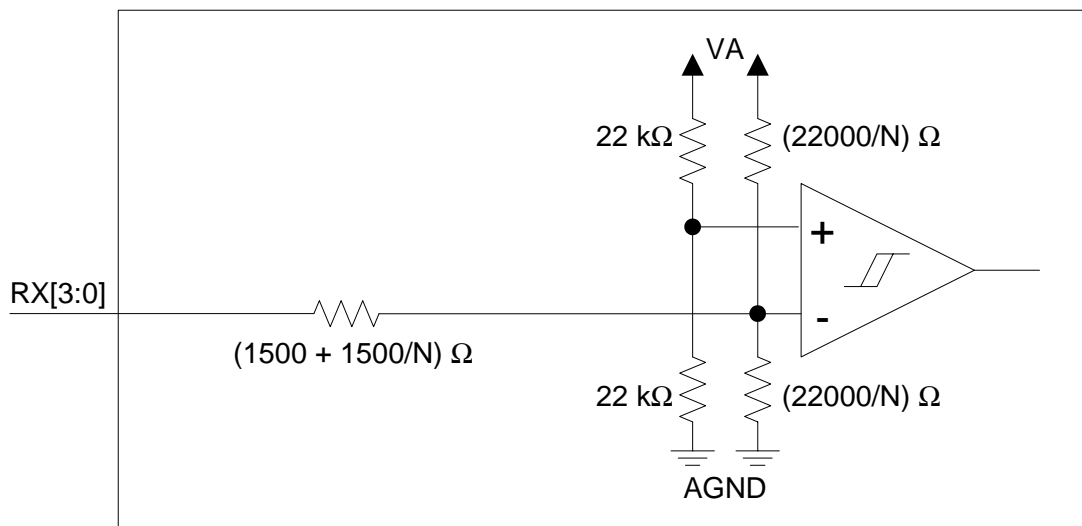 VA
22 kΩ
(22000/N) Ω
+
RX[3:0]
-
(1500 + 1500/N) Ω
22 kΩ
(22000/N) Ω
AGND